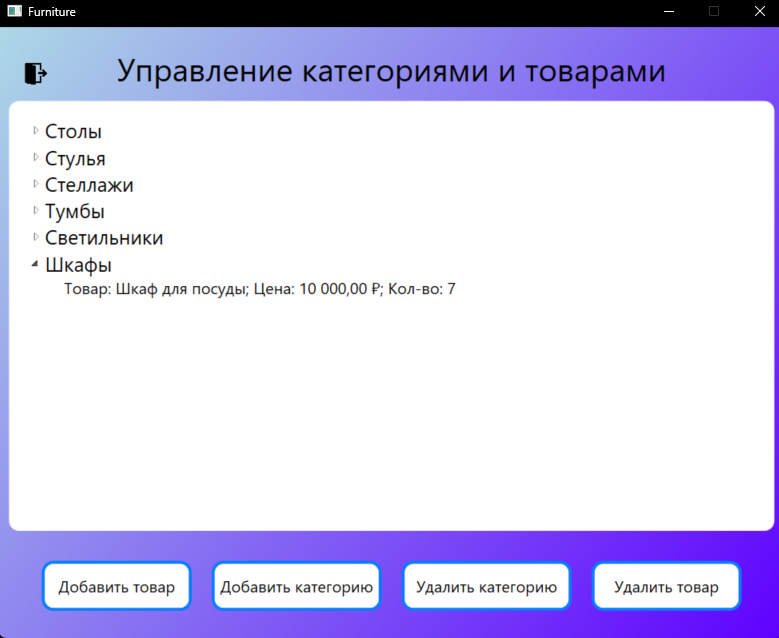 Furniture
Управление категориями и товарами
Столы
Стулья
Стеллажи
Тумбы
Светильники
Шкафы
Товар: Шкаф для посуды; Цена: 10 000,00 ₽; Кол-во: 7
Добавить товар Добавить категорию Удалить категорию Удалить товар